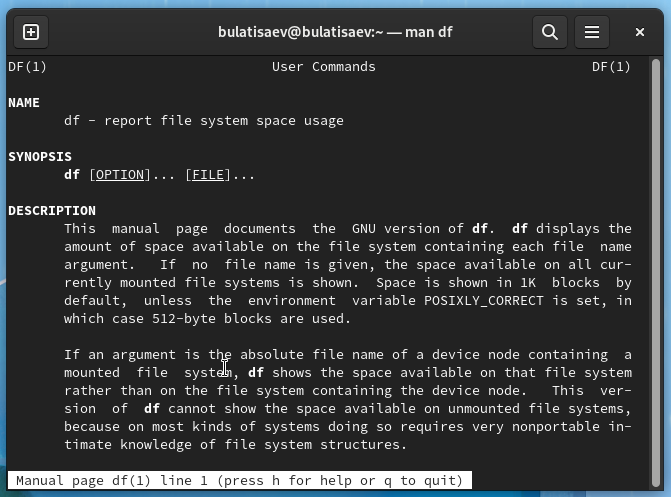 bulatisaev@bulatisaev:~ — man df
DF(1) User Commands DF(1)
NAME
df - report file system space usage
SYNOPSIS
df [OPTION]... [FILE]...
DESCRIPTION
This manual page documents the GNU version of df. df displays the
amount of space available on the file system containing each file name
argument. If no file name is given, the space available on all cur-
rently mounted file systems is shown. Space is shown in 1K blocks by
default, unless the environment variable POSIXLY_CORRECT is set, in
which case 512-byte blocks are used.
If an argument is the absolute file name of a device node containing a
mounted file system, df shows the space available on that file system
rather than on the file system containing the device node. This ver-
sion of df cannot show the space available on unmounted file systems,
because on most kinds of systems doing so requires very nonportable in-
timate knowledge of file system structures.
Manual page df(1) line 1 (press h for help or q to quit)